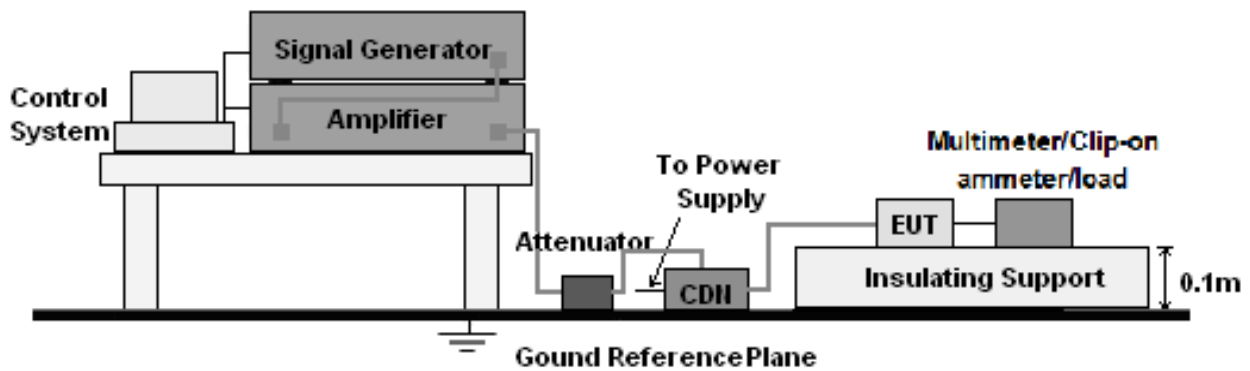 Signal Generator
Control
System
Amplifier
To Power
Supply
Multimeter/Clip-on
ammeter/load
Attenuator
EUT
CDN
Insulating Support
0.1m
Gound Reference Plane